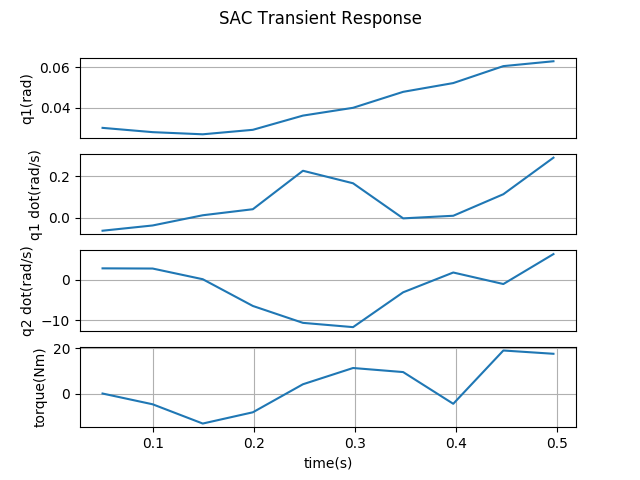 SAC Transient Response
q1(rad)
0.06
0.04
q1 dot(rad/s)
0.2
0.0
q2 dot(rad/s)
0
−10
torque(Nm)
20
0
0.1 0.2 0.3 0.4 0.5
time(s)